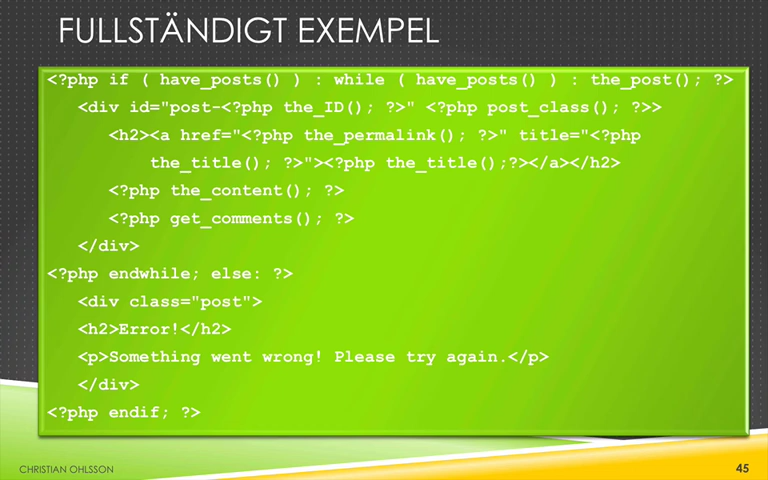 FULLSTÄNDIGT EXEMPEL
<?php if ( have_posts() ) : while ( have_posts() ) : the_post(); ?>
<div id="post-<?php the_ID(); ?>" <?php post_class(); ?>>
<h2><a href="<?php the_permalink(); ?>" title="<?php
the_title(); ?>"><?php the_title();?></a></h2>
<?php the_content(); ?>
<?php get_comments(); ?>
</div>
<?php endwhile; else: ?>
<div class="post">
<h2>Error!</h2>
<p>Something went wrong! Please try again.</p>
</div>
<?php endif; ?>
CHRISTIAN OHLSSON
45